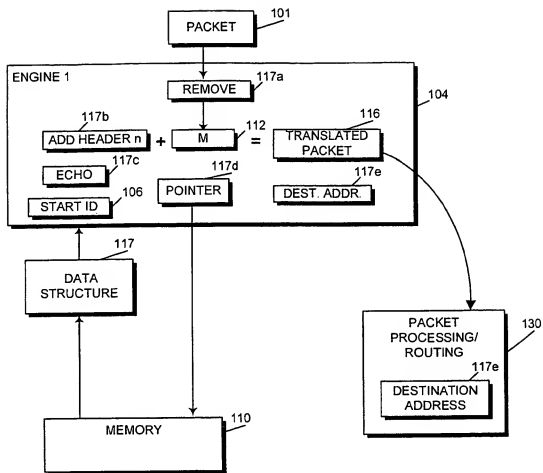 PACKET
101
ENGINE 1
REMOVE
117a
104
117b
ADD HEADER n
+
M
112
=
116
TRANSLATED
PACKET
ECHO
117c
117d
POINTER
117e
DEST. ADDR.
START ID
106
117
DATA
STRUCTURE
PACKET
PROCESSING/
ROUTING
130
117e
DESTINATION
ADDRESS
MEMORY
110